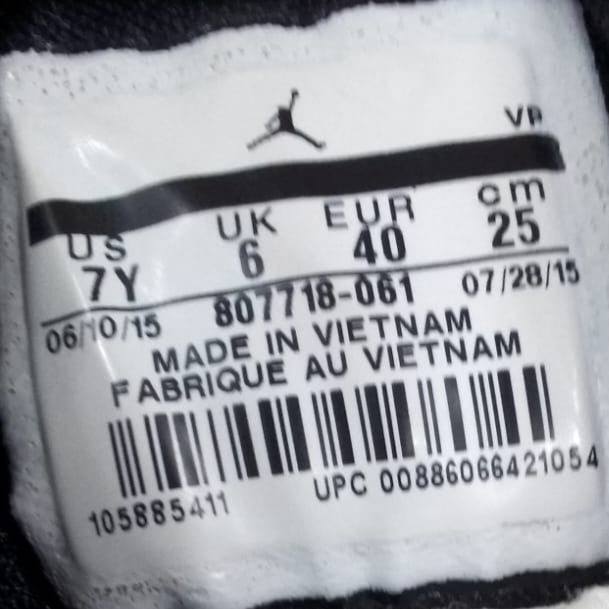 VP
US UK EUR cm
7Y 6 40 25
06/10/15 807718-061 07/28/15
MADE IN VIETNAM
FABRIQUE AU VIETNAM
105885411 UPC 00886066421054